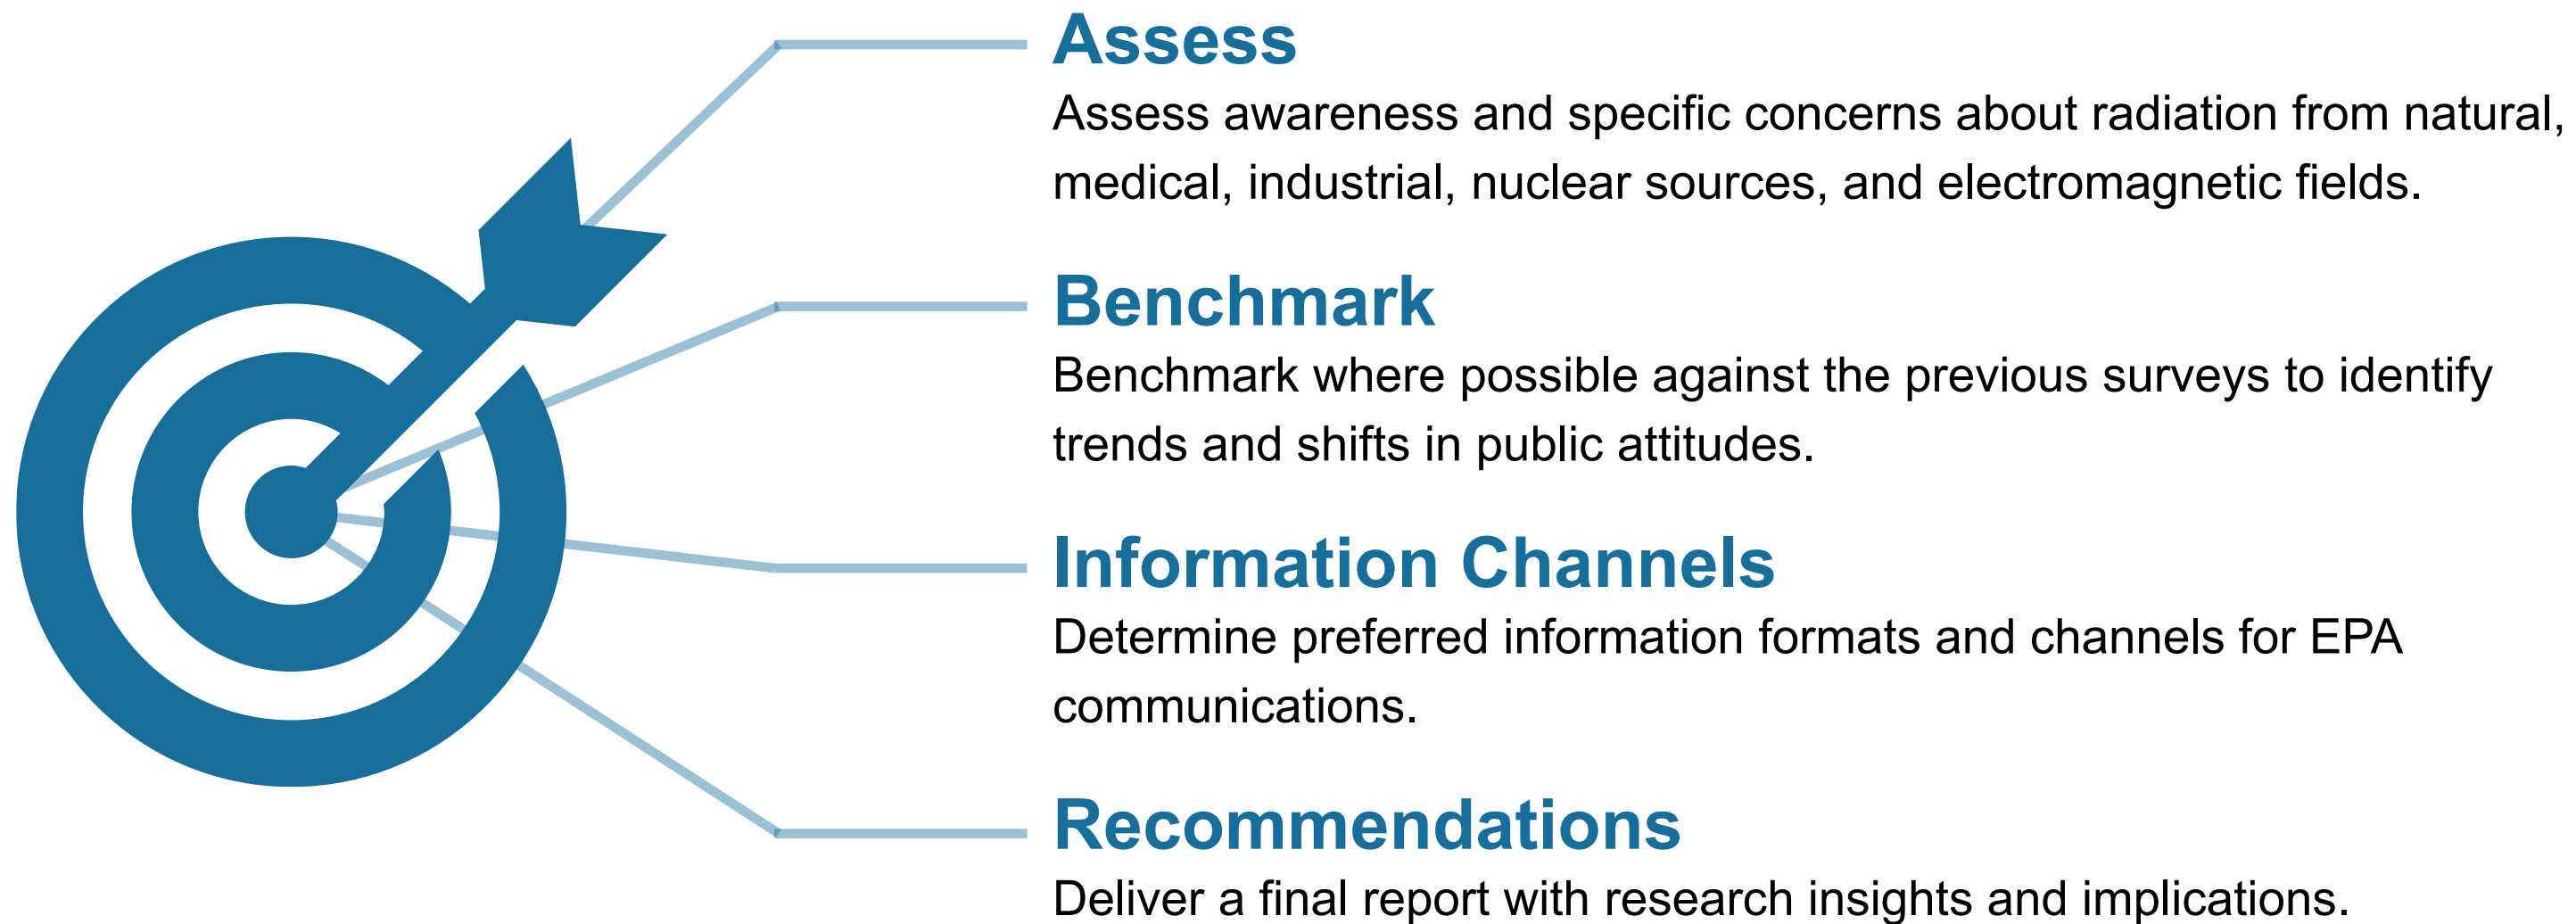 Assess
Assess awareness and specific concerns about radiation from natural,
medical, industrial, nuclear sources, and electromagnetic fields.
Benchmark
Benchmark where possible against the previous surveys to identify
trends and shifts in public attitudes.
Information Channels
Determine preferred information formats and channels for EPA
communications.
Recommendations
Deliver a final report with research insights and implications.